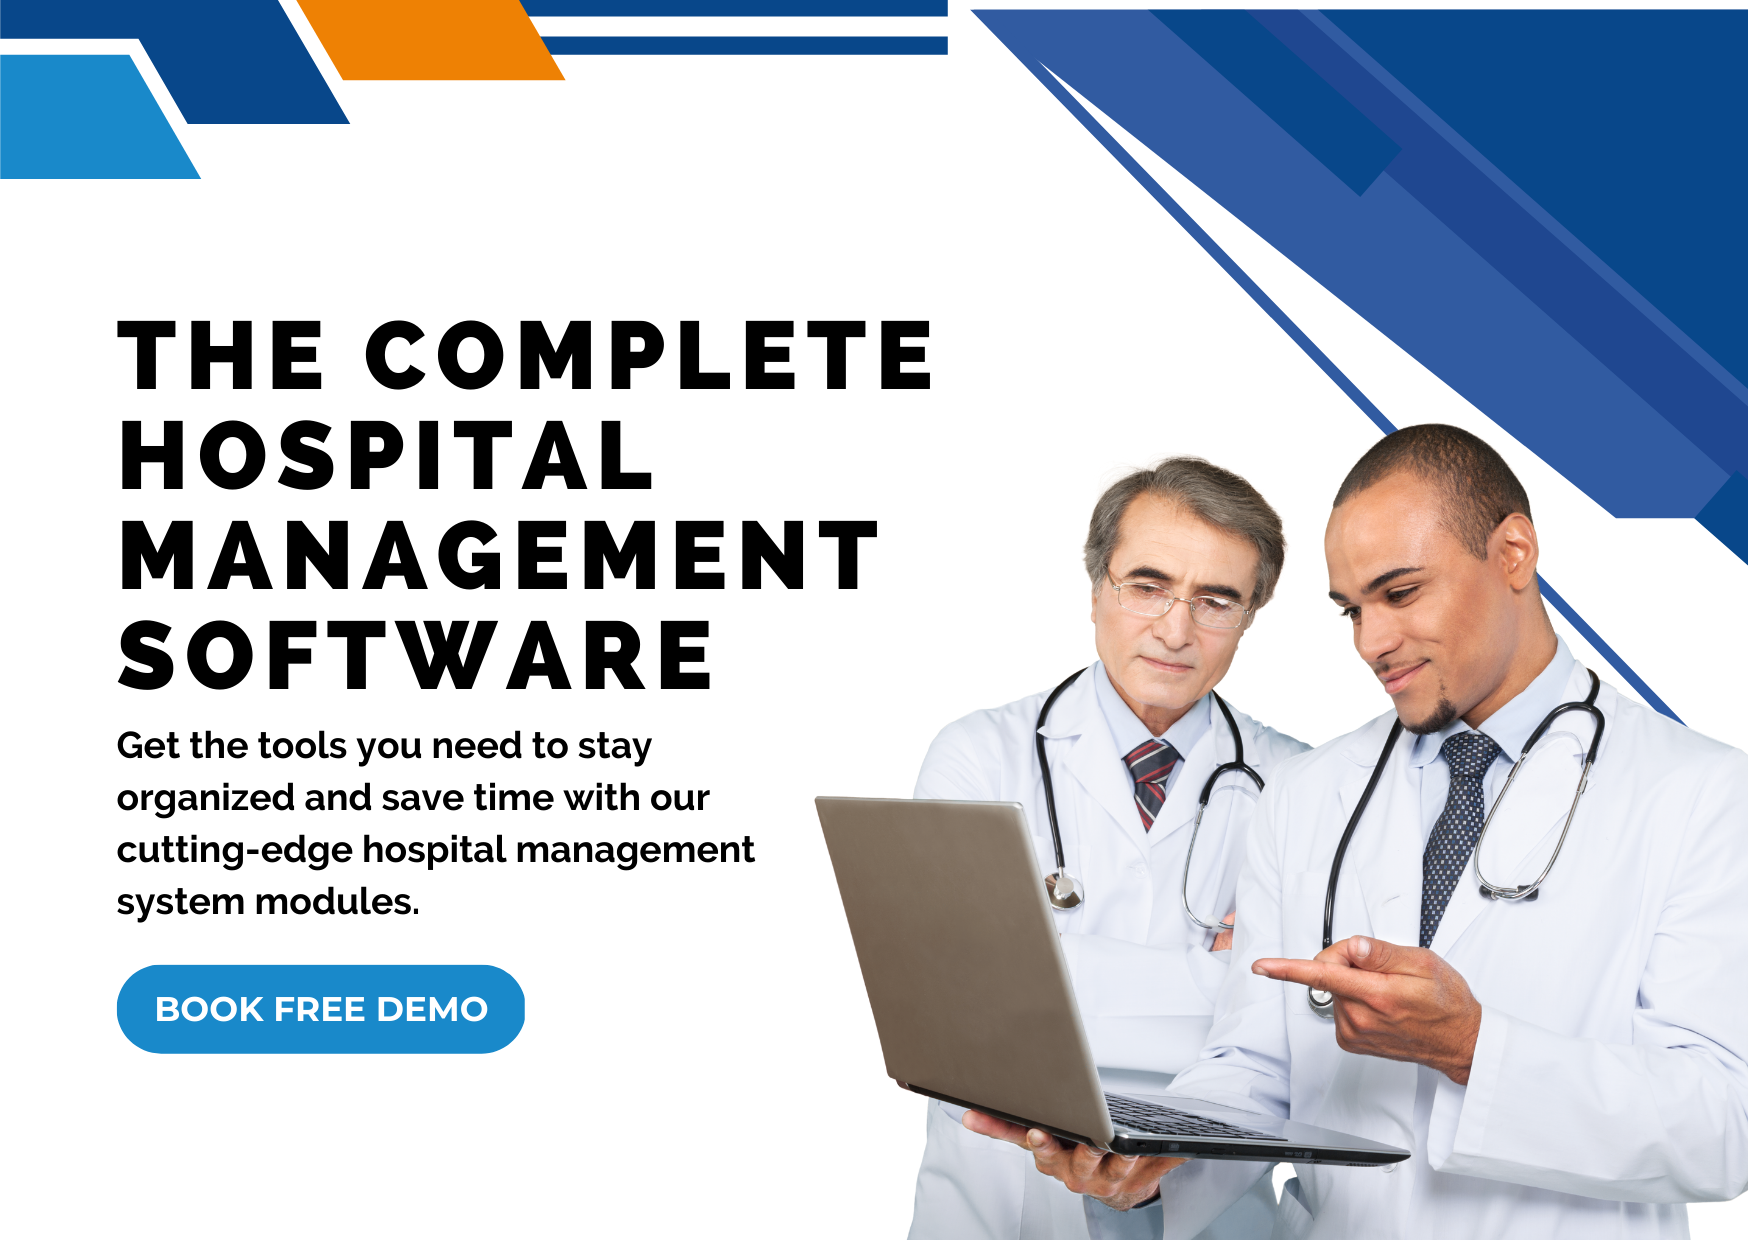 THE COMPLETE
HOSPITAL
MANAGEMENT
SOFTWARE
Get the tools you need to stay
organized and save time with our
cutting-edge hospital management
system modules.
BOOK FREE DEMO